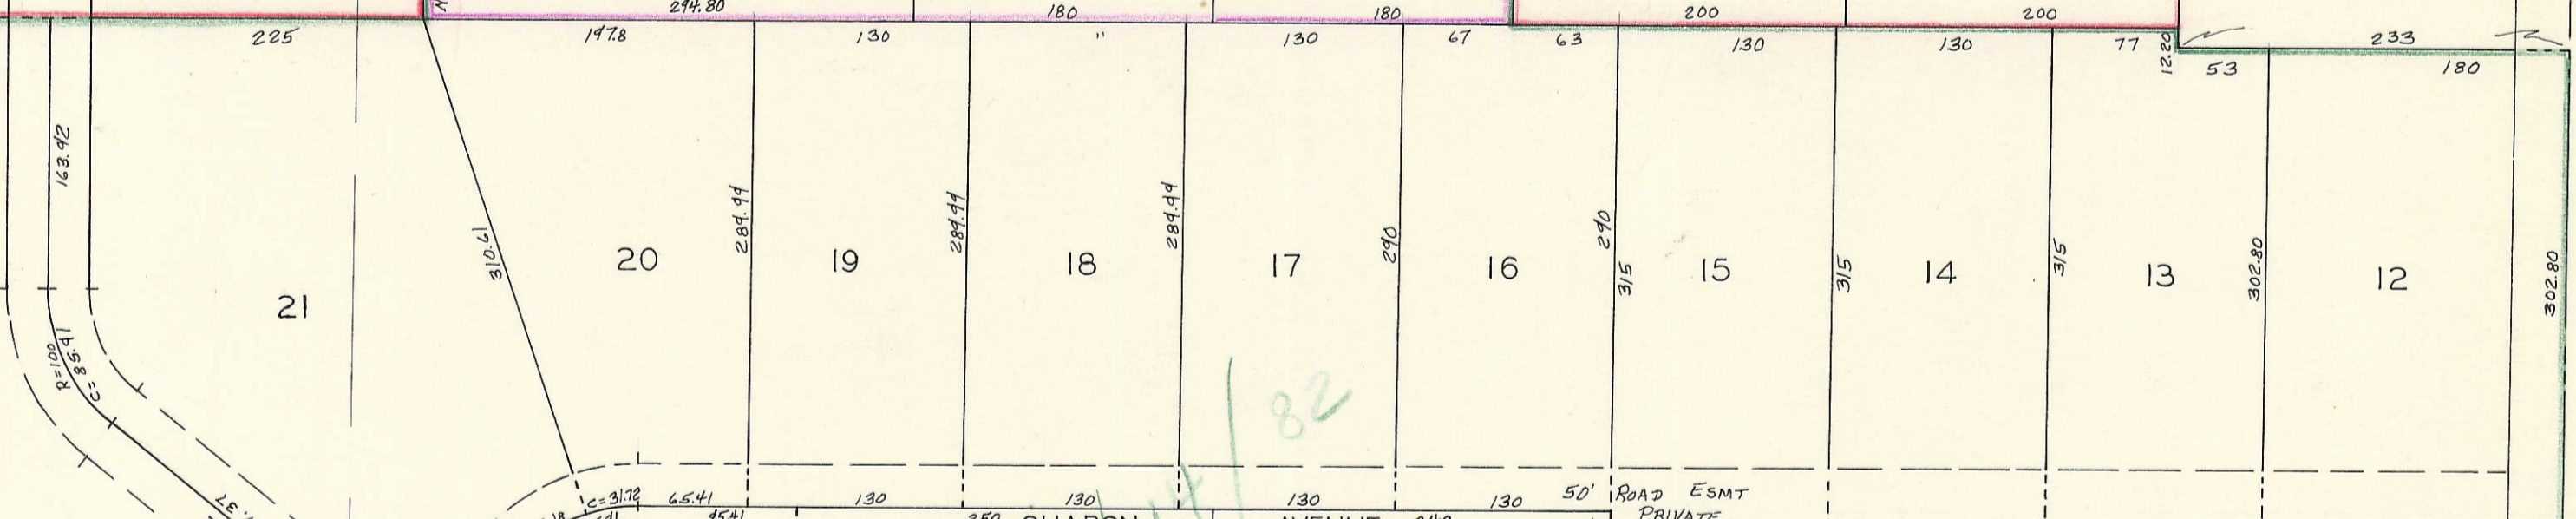 294.80 180 180 200 200
225 197.8 130 " 130 67 63 130 130 77 12.20 233
53 180
163.42
310.61 289.99 289.99 289.99 290 290 315 315 315 302.80 302.80
21 20 19 18 17 16 15 14 13 12
R=100
C=85.41
82
C=31.72 65.41 130 130 130 130 50' ROAD ESMT
PRIVATE
37